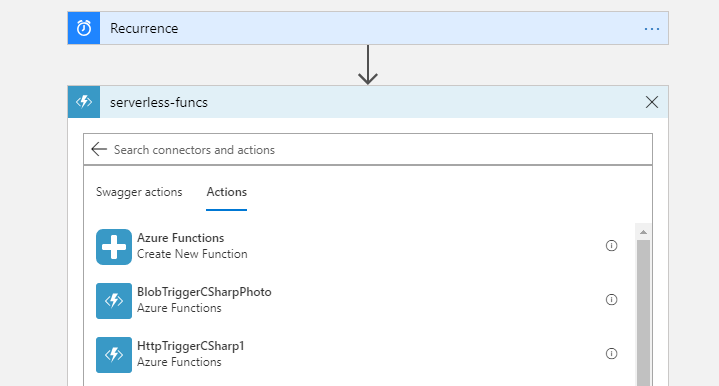 Recurrence
serverless-funcs
Search connectors and actions
Swagger actions Actions
Azure Functions
Create New Function
BlobTriggerCSharpPhoto
Azure Functions
HttpTriggerCSharp1
Azure Functions